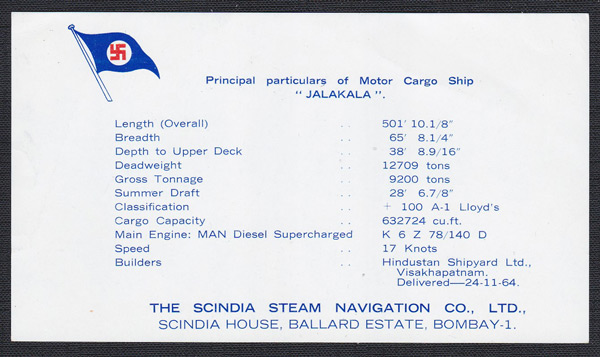 Principal particulars of Motor Cargo Ship
" JALAKALA ".
Length (Overall) .. 501' 10.1/8"
Breadth .. 65' 8.1/4"
Depth to Upper Deck .. 38' 8.9/16"
Deadweight .. 12709 tons
Gross Tonnage .. 9200 tons
Summer Draft .. 28' 6.7/8"
Classification .. + 100 A-1 Lloyd's
Cargo Capacity .. 632724 cu.ft.
Main Engine: MAN Diesel Supercharged K 6 Z 78/140 D
Speed .. 17 Knots
Builders .. Hindustan Shipyard Ltd.,
Visakhapatnam.
Delivered—24-11-64.
THE SCINDIA STEAM NAVIGATION CO., LTD.,
SCINDIA HOUSE, BALLARD ESTATE, BOMBAY-1.